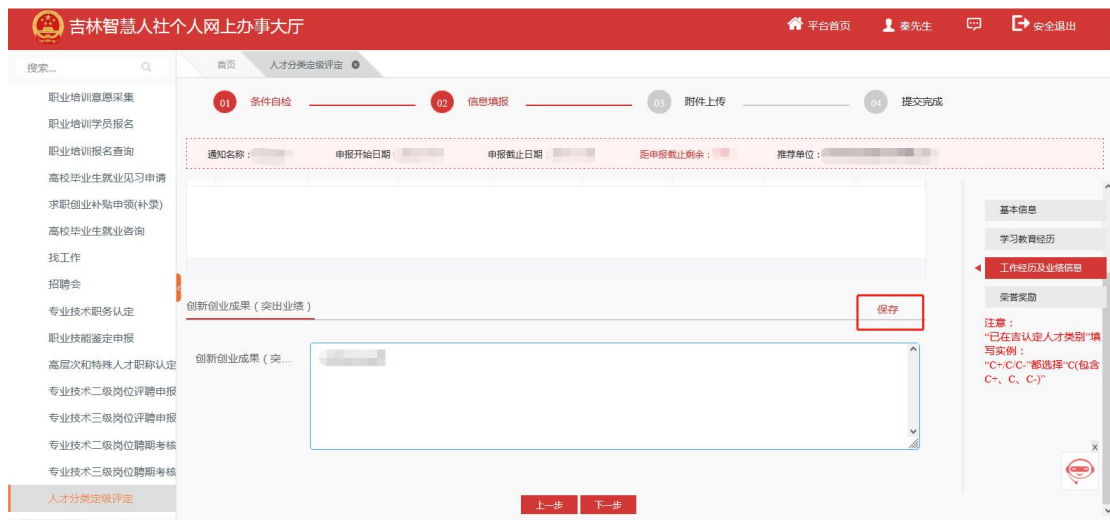 吉林智慧人社个人网上办事大厅
平台首页
秦先生
安全退出
搜索...
首页
人才分类定级评定
职业培训意愿采集
职业培训学员报名
职业培训报名查询
高校毕业生就业见习申请
求职创业补贴申领(补录)
高校毕业生就业咨询
找工作
招聘会
专业技术职务认定
职业技能鉴定申报
高层次和特殊人才职称认定
专业技术二级岗位评聘申报
专业技术三级岗位评聘申报
专业技术二级岗位聘期考核
专业技术三级岗位聘期考核
人才分类定级评定
01 条件自检
02 信息填报
03 附件上传
04 提交完成
通知名称：
申报开始日期
申报截止日期
距申报截止剩余：
推荐单位：
创新创业成果（突出业绩）
保存
创新创业成果（突...
上一步
下一步
基本信息
学习教育经历
工作经历及业绩信息
荣誉奖励
注意：
“已在吉认定人才类别”填
写实例：
“C+/C/C-”都选择“C(包含
C+、C、C-)”
x